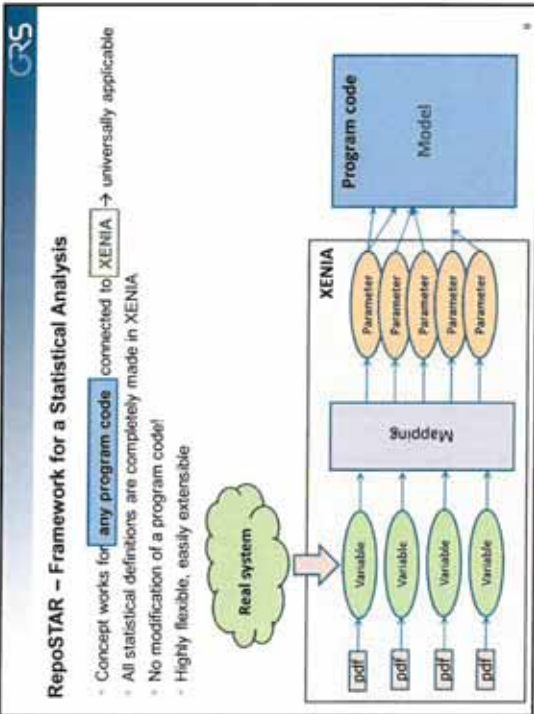 GRS
RepoSTAR – Framework for a Statistical Analysis
Concept works for any program code connected to XENIA → universally applicable
All statistical definitions are completely made in XENIA
No modification of a program code!
Highly flexible, easily extensible
Real system
XENIA
Program code
Model
pdf
Variable
pdf
Variable
pdf
Variable
pdf
Variable
Mapping
Parameter
Parameter
Parameter
Parameter
Parameter